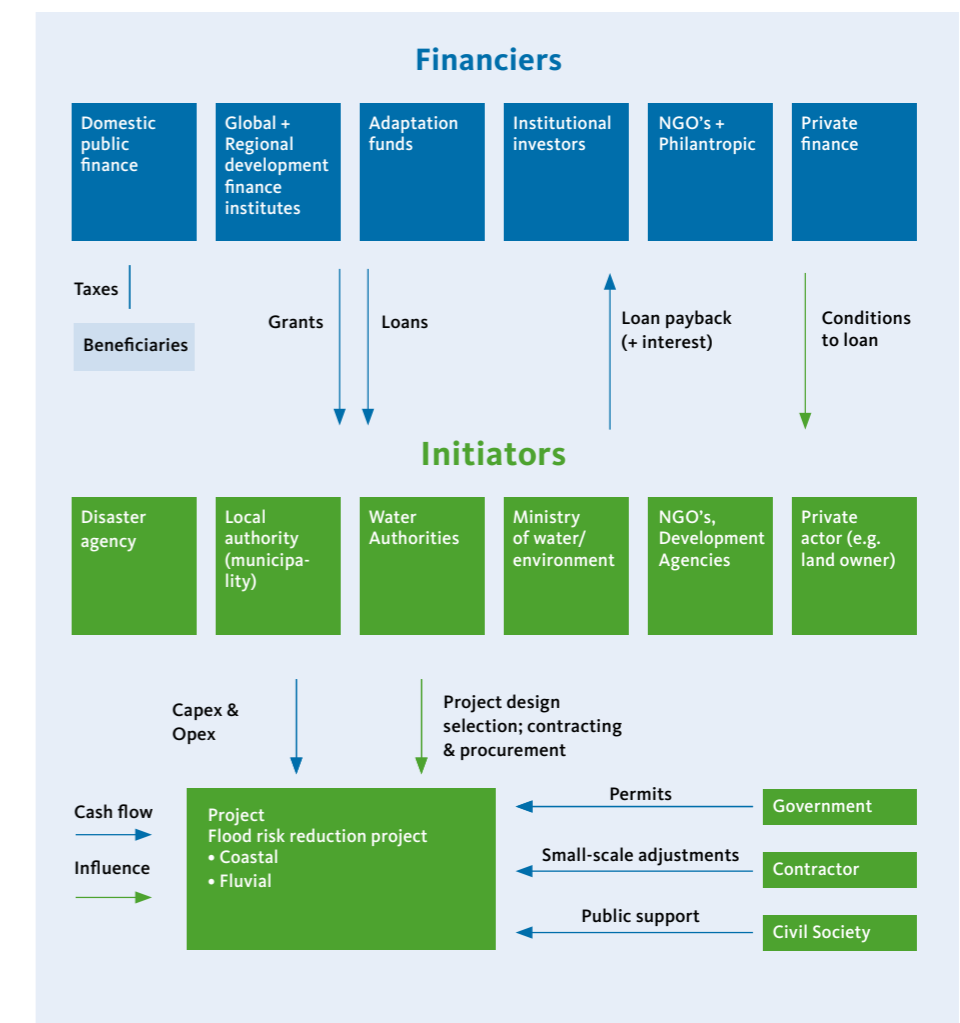 Financiers
Domestic
public
finance
Global +
Regional
development
finance
institutes
Adaptation
funds
Institutional
investors
NGO's +
Philantropic
Private
finance
Taxes
Beneficiaries
Grants
Loans
Loan payback
(+ interest)
Conditions
to loan
Initiators
Disaster
agency
Local
authority
(municipa-
lity)
Water
Authorities
Ministry
of water/
environment
NGO's,
Development
Agencies
Private
actor (e.g.
land owner)
Capex &
Opex
Project design
selection; contracting
& procurement
Cash flow
Influence
Project
Flood risk reduction project
• Coastal
• Fluvial
Permits
Government
Small-scale adjustments
Contractor
Public support
Civil Society